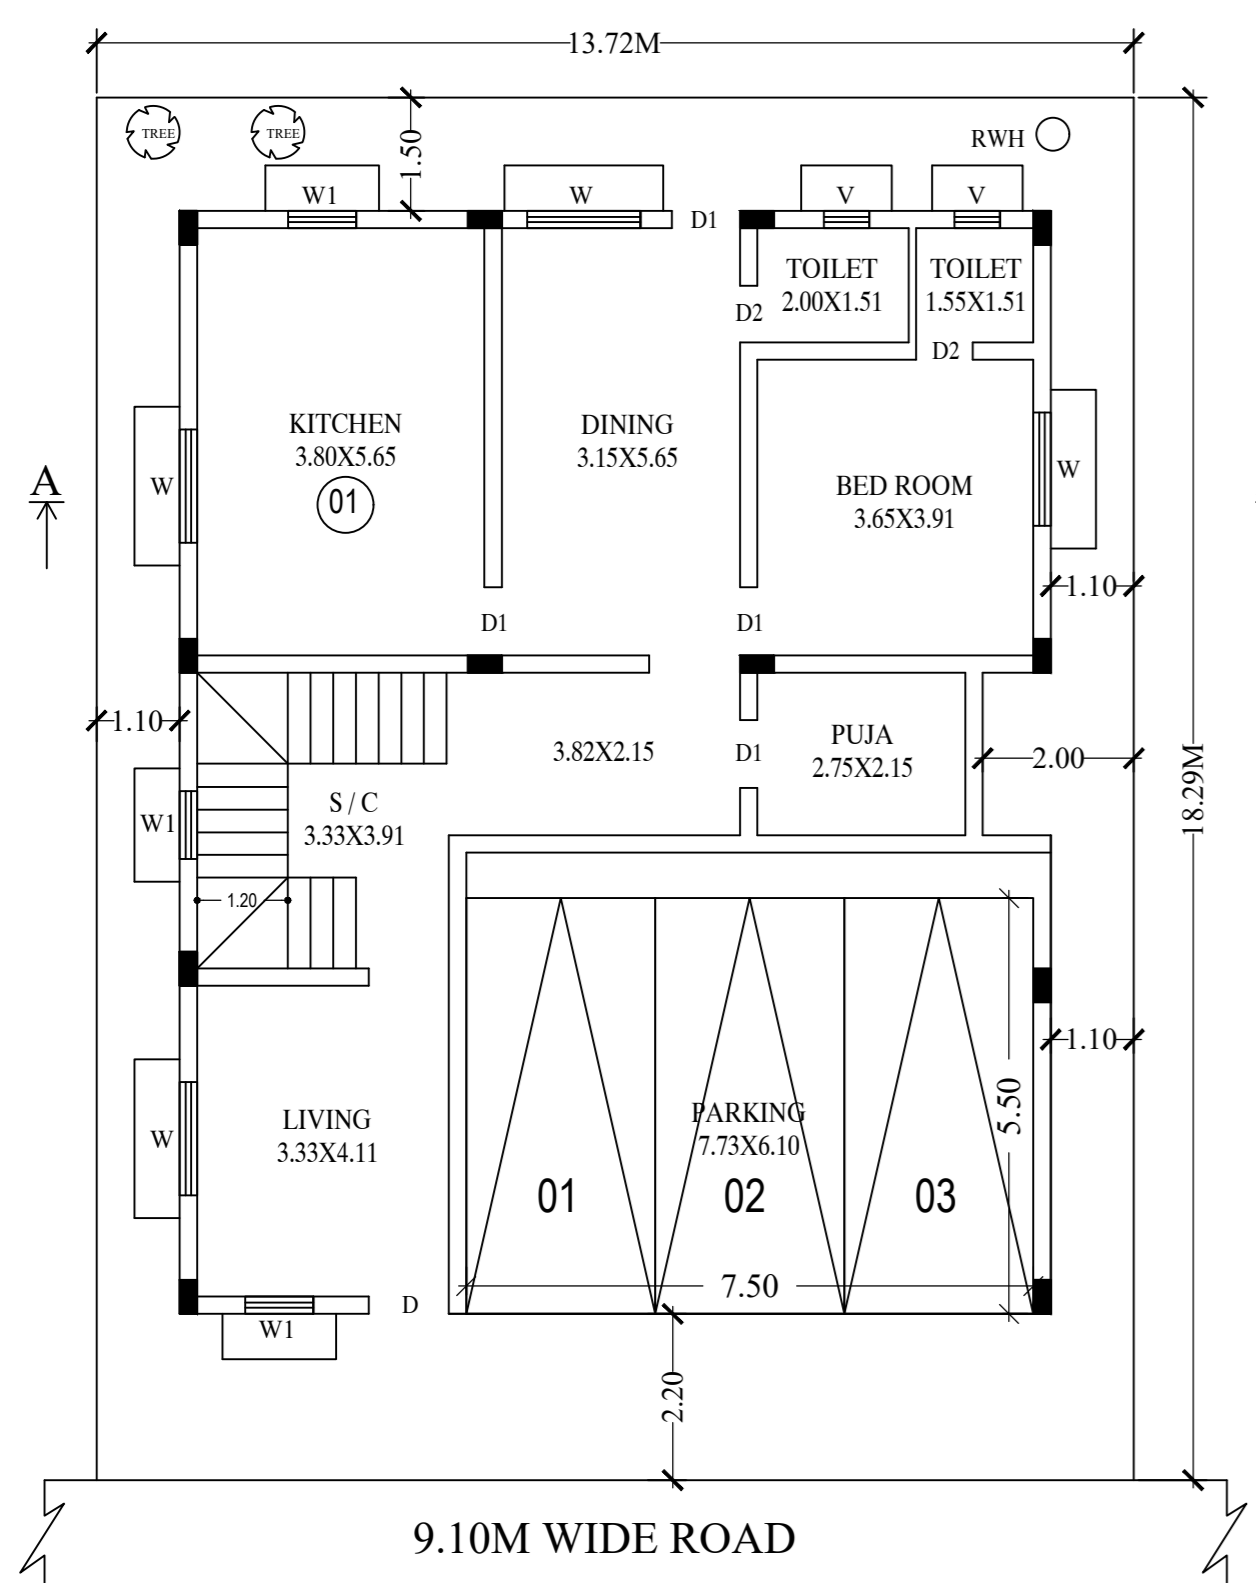 13.72M
TREE
TREE
1.50
RWH
W1
W
V
V
D1
TOILET
2.00X1.51
TOILET
1.55X1.51
D2
D2
KITCHEN
3.80X5.65
01
DINING
3.15X5.65
BED ROOM
3.65X3.91
A
W
W
1.10
D1
D1
1.10
3.82X2.15
D1
PUJA
2.75X2.15
2.00
18.29M
W1
S / C
3.33X3.91
1.20
1.10
LIVING
3.33X4.11
W
PARKING
7.73X6.10
5.50
01
02
03
7.50
D
W1
2.20
9.10M WIDE ROAD